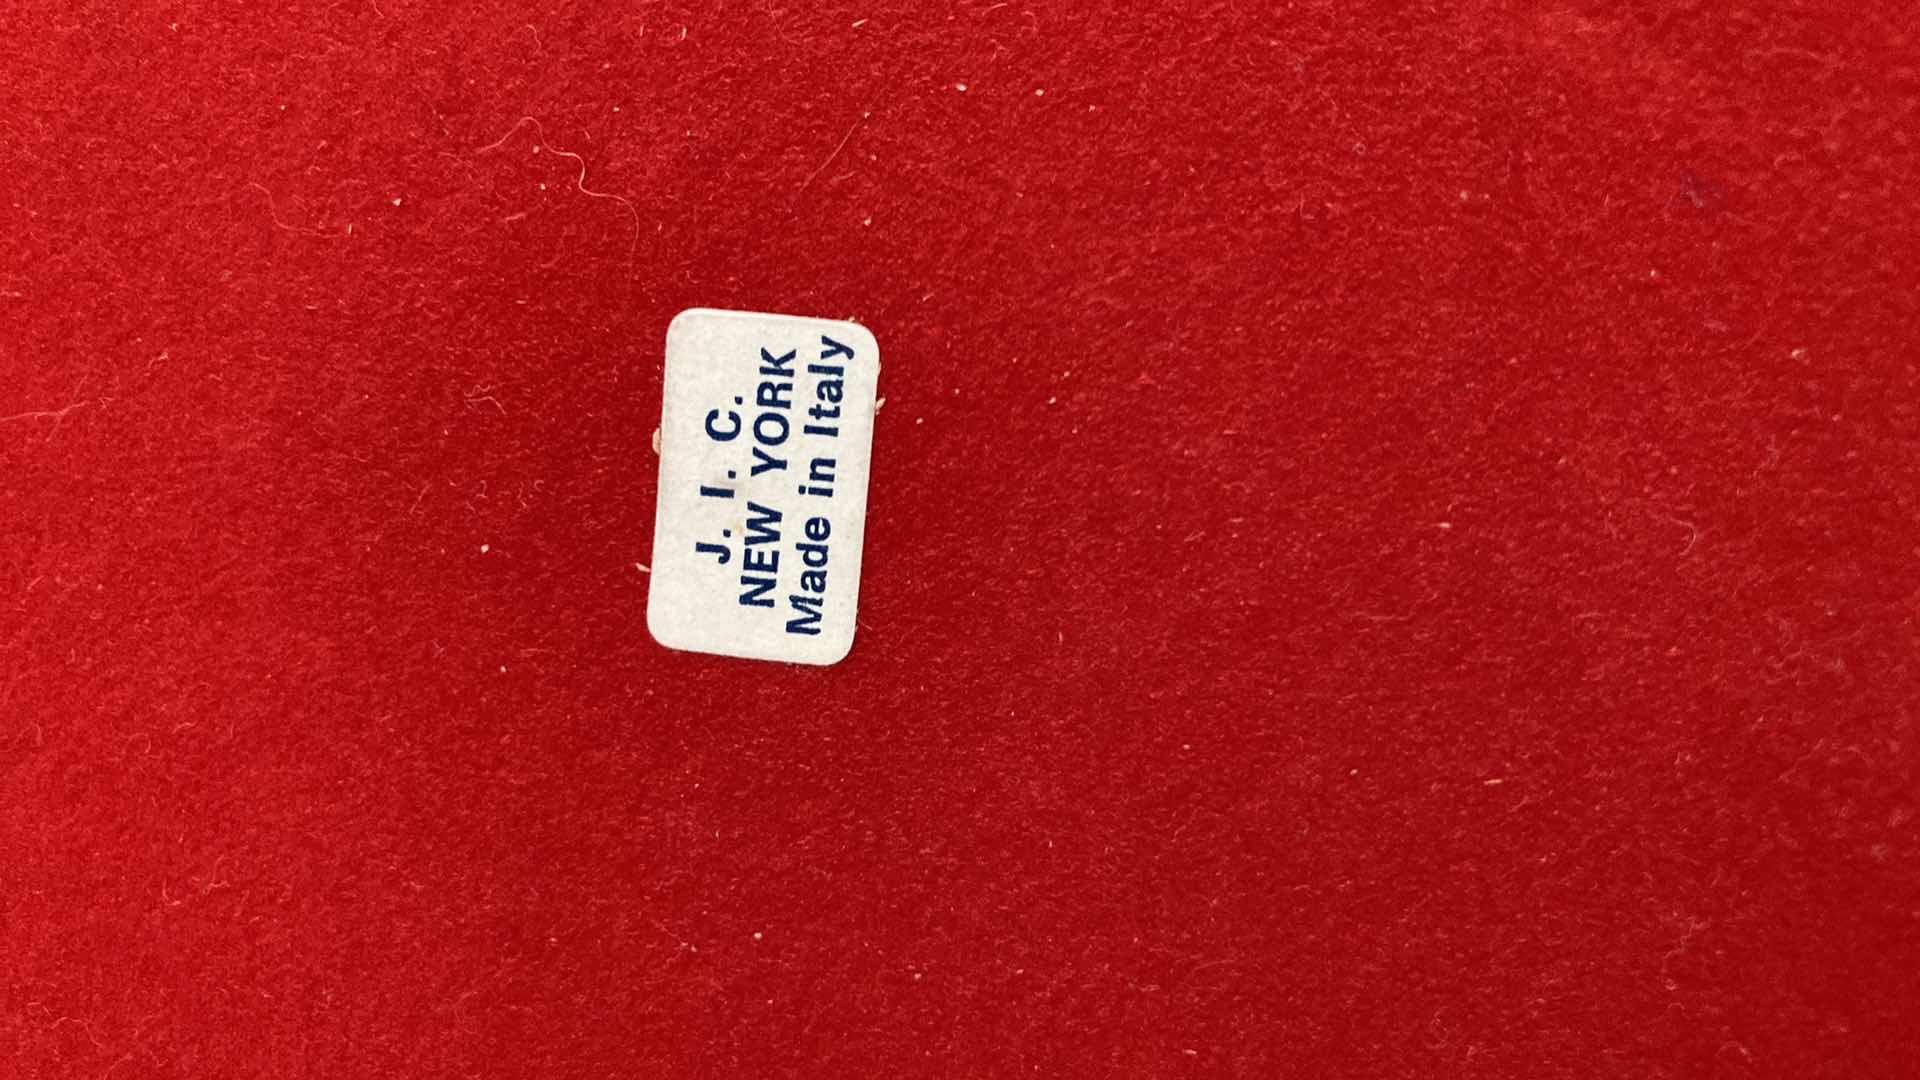 J. I. C.
NEW YORK
Made in Italy